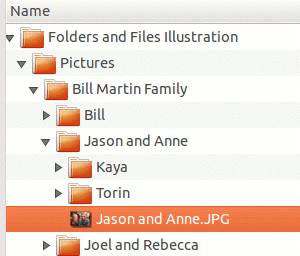 Name
Folders and Files Illustration
Pictures
Bill Martin Family
Bill
Jason and Anne
Kaya
Torin
Jason and Anne.JPG
Joel and Rebecca